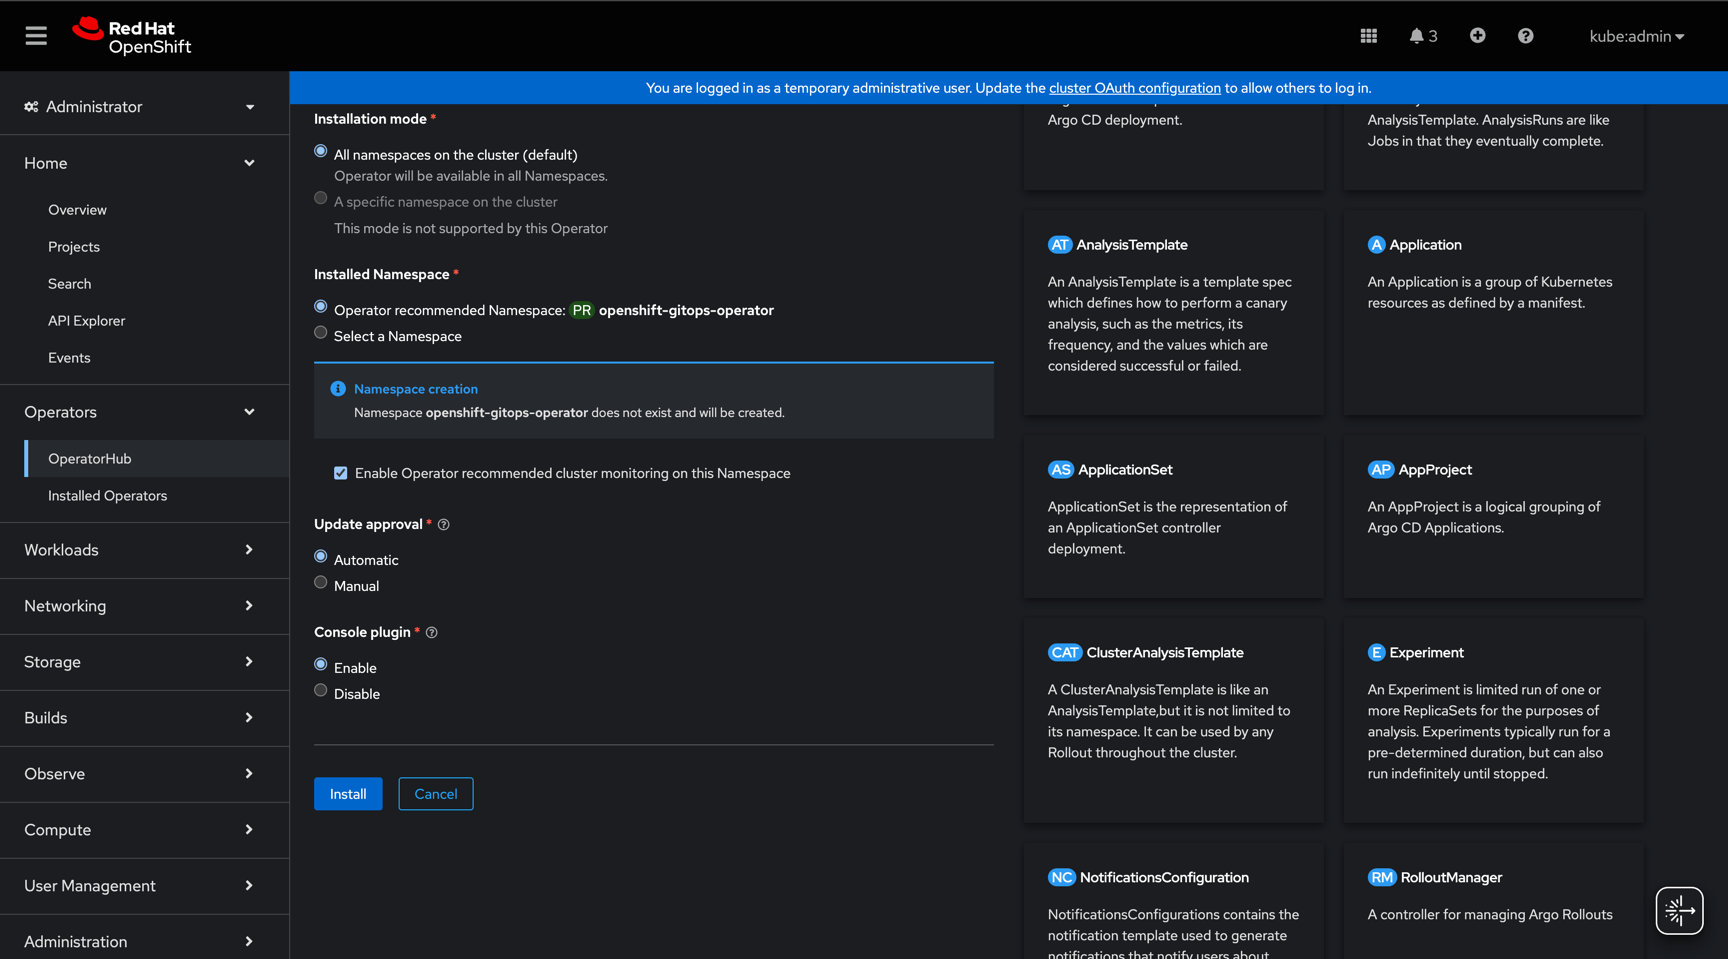 Red Hat
OpenShift
3
kube:admin
You are logged in as a temporary administrative user. Update the cluster OAuth configuration to allow others to log in.
Administrator
Home
Overview
Projects
Search
API Explorer
Events
Operators
OperatorHub
Installed Operators
Workloads
Networking
Storage
Builds
Observe
Compute
User Management
Administration
Installation mode *
All namespaces on the cluster (default)
Operator will be available in all Namespaces.
A specific namespace on the cluster
This mode is not supported by this Operator
Installed Namespace *
Operator recommended Namespace: PR openshift-gitops-operator
Select a Namespace
Namespace creation
Namespace openshift-gitops-operator does not exist and will be created.
Enable Operator recommended cluster monitoring on this Namespace
Update approval *
Automatic
Manual
Console plugin *
Enable
Disable
Install
Cancel
Argo CD deployment.
AnalysisTemplate. AnalysisRuns are like
Jobs in that they eventually complete.
AT AnalysisTemplate
An AnalysisTemplate is a template spec
which defines how to perform a canary
analysis, such as the metrics, its
frequency, and the values which are
considered successful or failed.
A Application
An Application is a group of Kubernetes
resources as defined by a manifest.
AS ApplicationSet
ApplicationSet is the representation of
an ApplicationSet controller
deployment.
AP AppProject
An AppProject is a logical grouping of
Argo CD Applications.
CAT ClusterAnalysisTemplate
A ClusterAnalysisTemplate is like an
AnalysisTemplate,but it is not limited to
its namespace. It can be used by any
Rollout throughout the cluster.
E Experiment
An Experiment is limited run of one or
more ReplicaSets for the purposes of
analysis. Experiments typically run for a
pre-determined duration, but can also
run indefinitely until stopped.
NC NotificationsConfiguration
NotificationsConfigurations contains the
notification template used to generate
notifications that notify users about
RM RolloutManager
A controller for managing Argo Rollouts